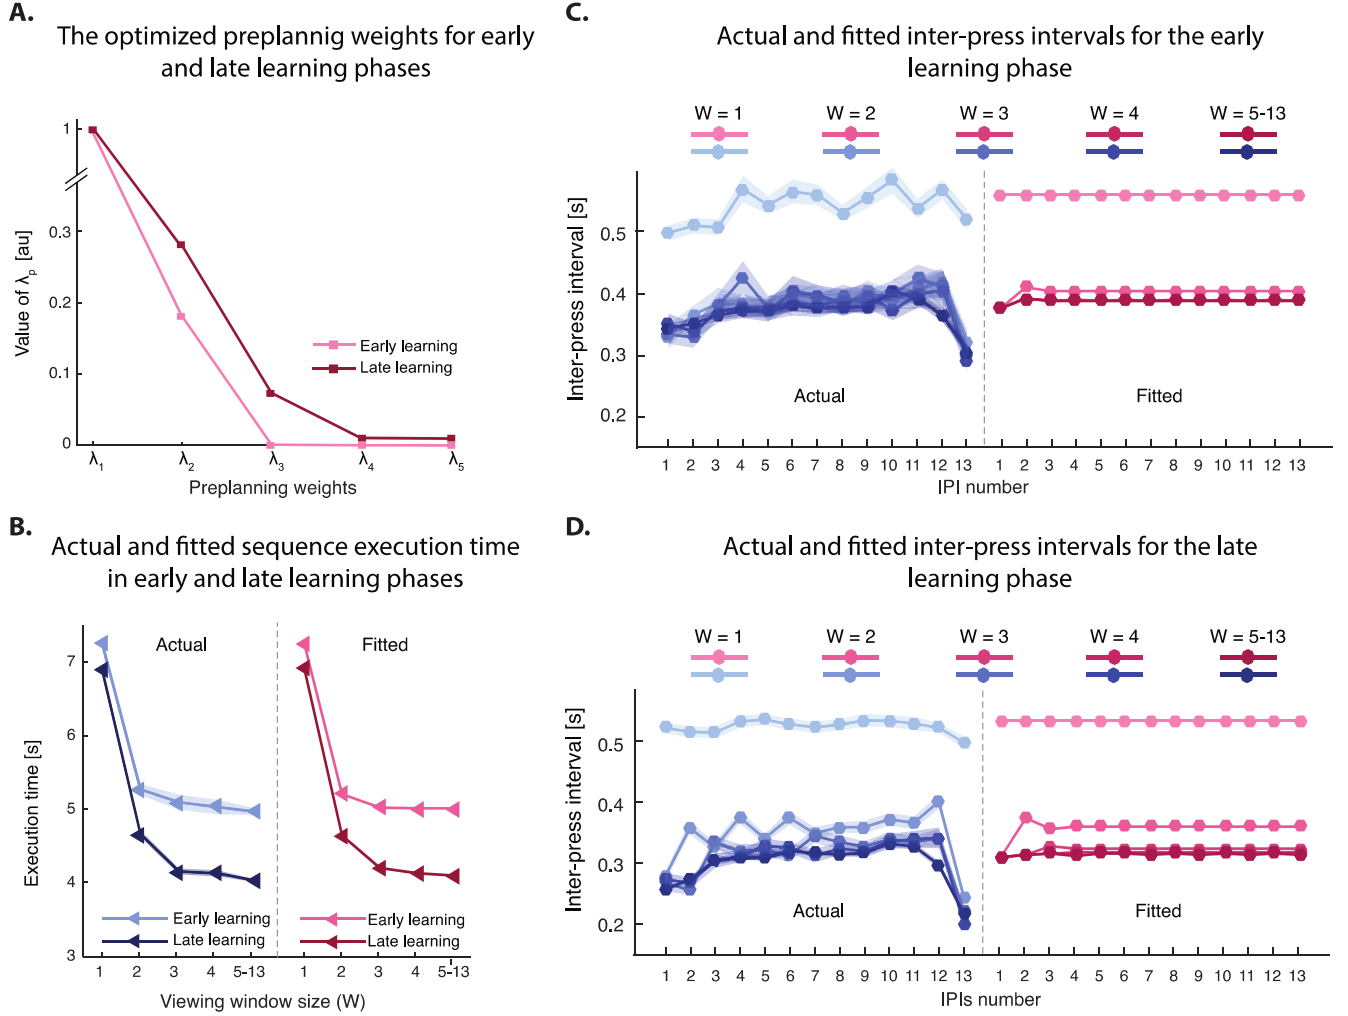 A.
The optimized preplannig weights for early
and late learning phases
1
0.3
0.2
0.1
0
Value of λp [au]
Early learning
Late learning
λ1 λ2 λ3 λ4 λ5
Preplanning weights
B.
Actual and fitted sequence execution time
in early and late learning phases
Actual Fitted
7
6
5
4
3
Execution time [s]
Early learning Early learning
Late learning Late learning
1 2 3 4 5-13 1 2 3 4 5-13
Viewing window size (W)
C.
Actual and fitted inter-press intervals for the early
learning phase
W = 1 W = 2 W = 3 W = 4 W = 5-13
0.5
0.4
0.3
0.2
Inter-press interval [s]
Actual Fitted
1 2 3 4 5 6 7 8 9 10 11 12 13 1 2 3 4 5 6 7 8 9 10 11 12 13
IPI number
D.
Actual and fitted inter-press intervals for the late
learning phase
W = 1 W = 2 W = 3 W = 4 W = 5-13
0.5
0.4
0.3
0.2
Inter-press interval [s]
Actual Fitted
1 2 3 4 5 6 7 8 9 10 11 12 13 1 2 3 4 5 6 7 8 9 10 11 12 13
IPIs number